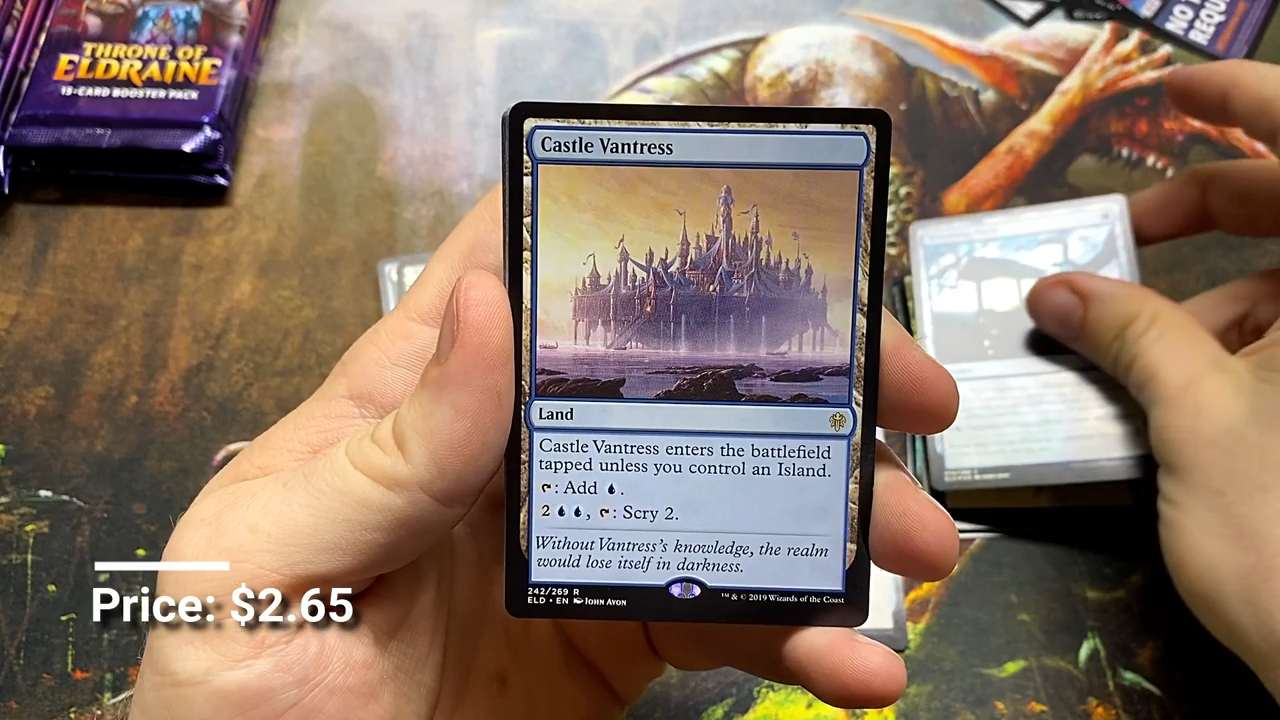 THRONE OF
ELDRAINE
15-CARD BOOSTER PACK
NO
REQU
Castle Vantress
Land
Castle Vantress enters the battlefield
tapped unless you control an Island.
: Add .
2 , : Scry 2.
Without Vantress's knowledge, the realm
would lose itself in darkness.
242/269 R
ELD • EN JOHN AVON
™ & © 2019 Wizards of the Coast
Price: $2.65